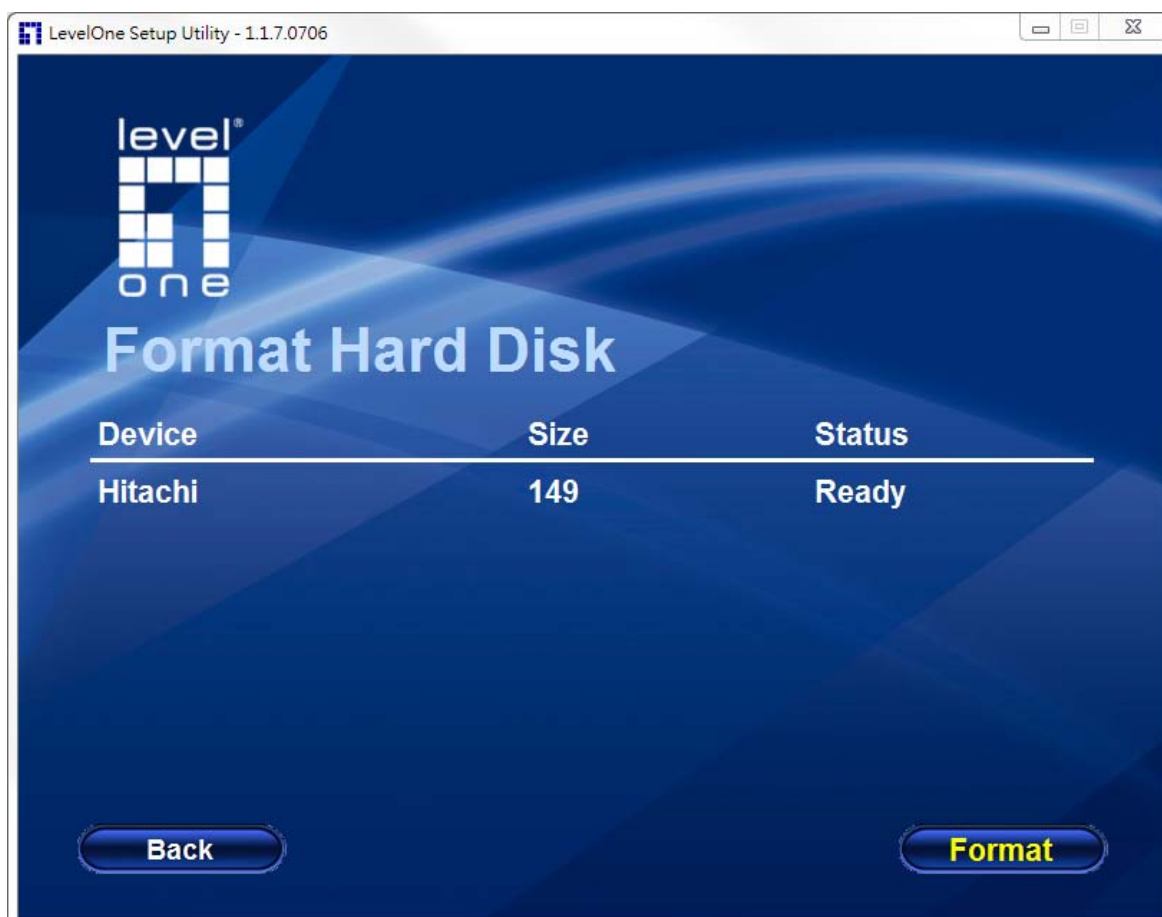 LevelOne Setup Utility - 1.1.7.0706
level®
one
Format Hard Disk
Device Size Status
Hitachi 149 Ready
Back Format